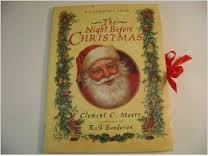 The
Night Before
CHRISTMAS
Clement C. Moore
Ruth Sanderson